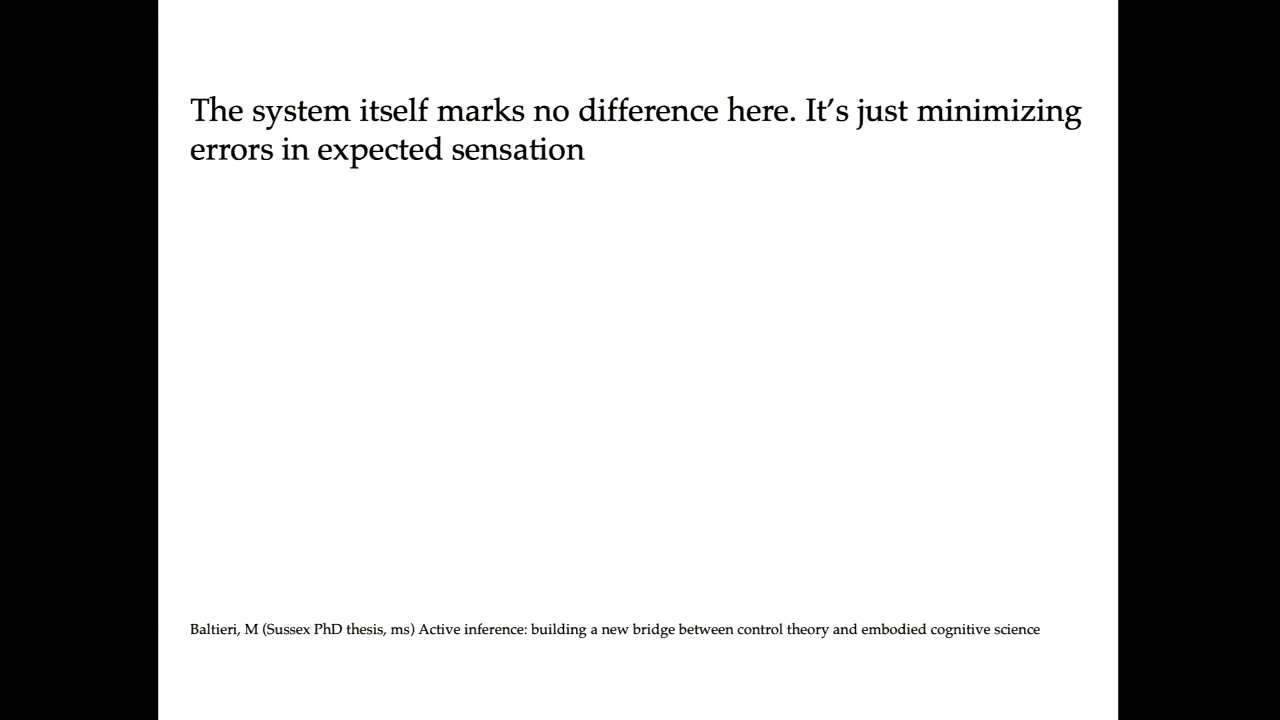 The system itself marks no difference here. It’s just minimizing
errors in expected sensation
Baltieri, M (Sussex PhD thesis, ms) Active inference: building a new bridge between control theory and embodied cognitive science